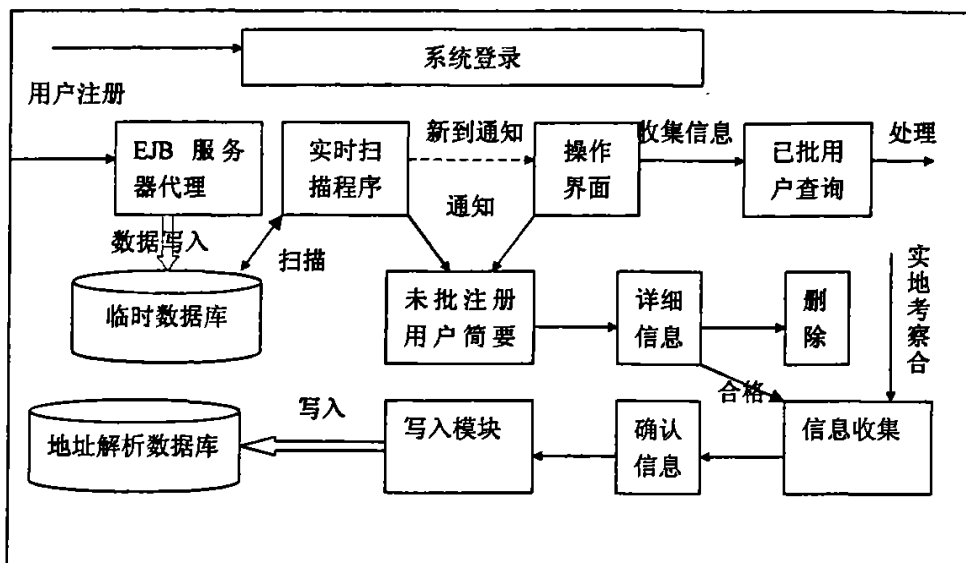 系统登录
用户注册
EJB 服务
器代理
实时扫
描程序
新到通知
操作
界面
收集信息
已批用
户查询
处理
通知
数据写入
扫描
临时数据库
未批注册
用户简要
详细
信息
删
除
实
地
考
察
合
合格
写入
地址解析数据库
写入模块
确认
信息
信息收集